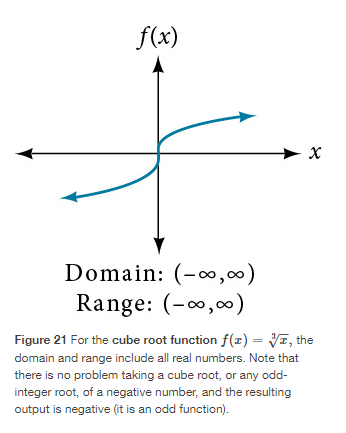 f(x)
x
Domain: (−∞,∞)
Range: (−∞,∞)
Figure 21 For the cube root function f(x) = ∛x, the
domain and range include all real numbers. Note that
there is no problem taking a cube root, or any odd-
integer root, of a negative number, and the resulting
output is negative (it is an odd function).